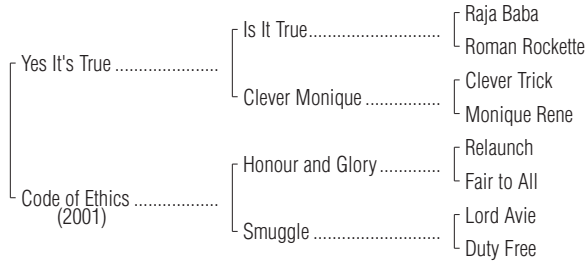 Raja Baba
Is It True
Roman Rockette
Yes It's True
Clever Trick
Clever Monique
Monique Rene
Relaunch
Honour and Glory
Fair to All
Code of Ethics
(2001)
Lord Avie
Smuggle
Duty Free